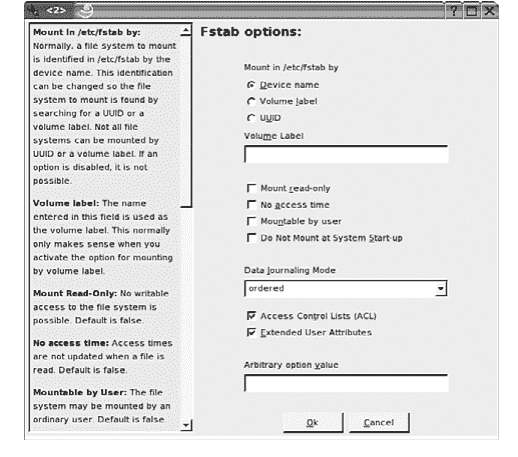 <2>
? X
Mount In /etc/fstab by:
Normally, a file system to mount
is identified in /etc/fstab by the
device name. This identification
can be changed so the file
system to mount is found by
searching for a UUID or a
volume label. Not all file
systems can be mounted by
UUID or a volume label. If an
option is disabled, it is not
possible.
Volume label: The name
entered in this field is used as
the volume label. This normally
only makes sense when you
activate the option for mounting
by volume label.
Mount Read-Only: No writable
access to the file system is
possible. Default is false.
No access time: Access times
are not updated when a file is
read. Default is false.
Mountable by User: The file
system may be mounted by an
ordinary user. Default is false.
Fstab options:
Mount in /etc/fstab by
Device name
Volume label
UUID
Volume Label
Mount read-only
No access time
Mountable by user
Do Not Mount at System Start-up
Data Journaling Mode
ordered
Access Control Lists (ACL)
Extended User Attributes
Arbitrary option value
Ok
Cancel